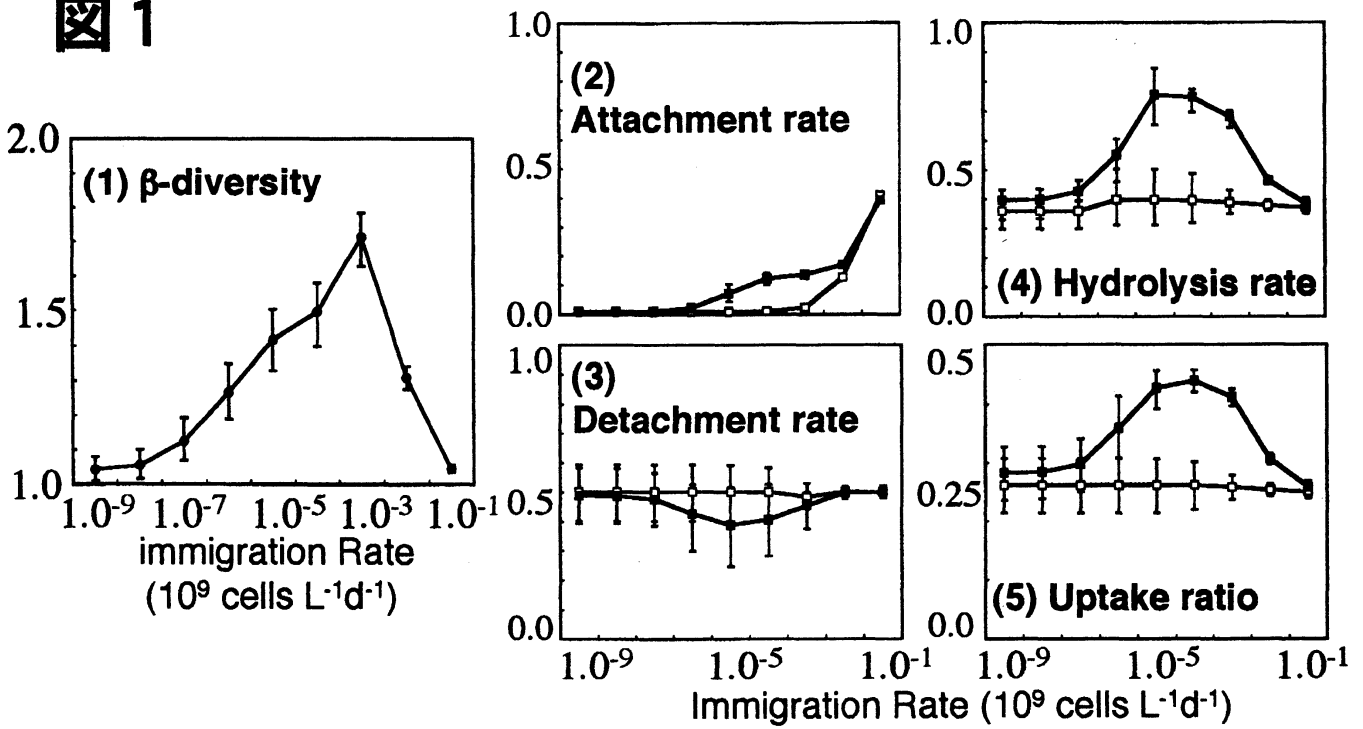 図1
2.0
(1) β-diversity
1.5
1.0
1.0-9 1.0-7 1.0-5 1.0-3 1.0-1
immigration Rate
(10⁹ cells L⁻¹d⁻¹)
1.0
(2)
Attachment rate
0.5
0.0
1.0
(3)
Detachment rate
0.5
0.0
1.0-9 1.0-5 1.0-1
1.0
0.5
(4) Hydrolysis rate
0.0
0.5
0.25
(5) Uptake ratio
0.0
1.0-9 1.0-5 1.0-1
Immigration Rate (10⁹ cells L⁻¹d⁻¹)